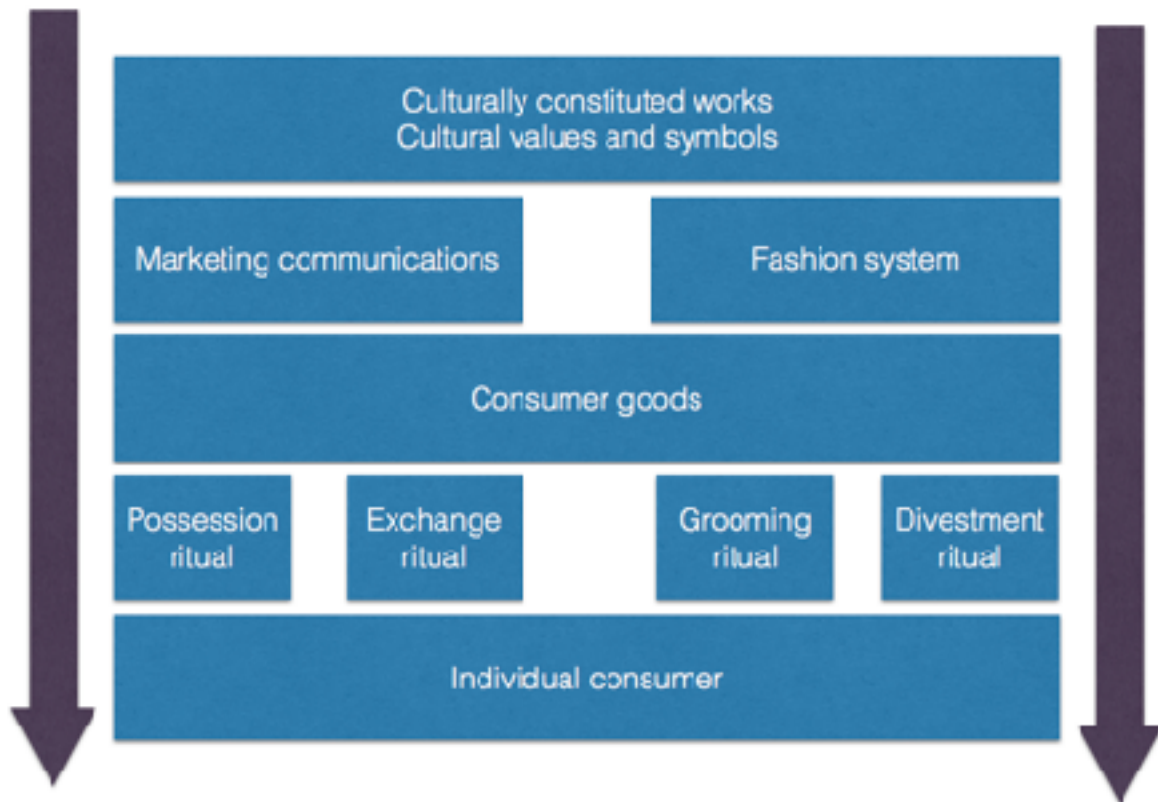 Culturally constituted works
Cultural values and symbols
Marketing communications
Fashion system
Consumer goods
Possession
ritual
Exchange
ritual
Grooming
ritual
Divestment
ritual
Individual consumer